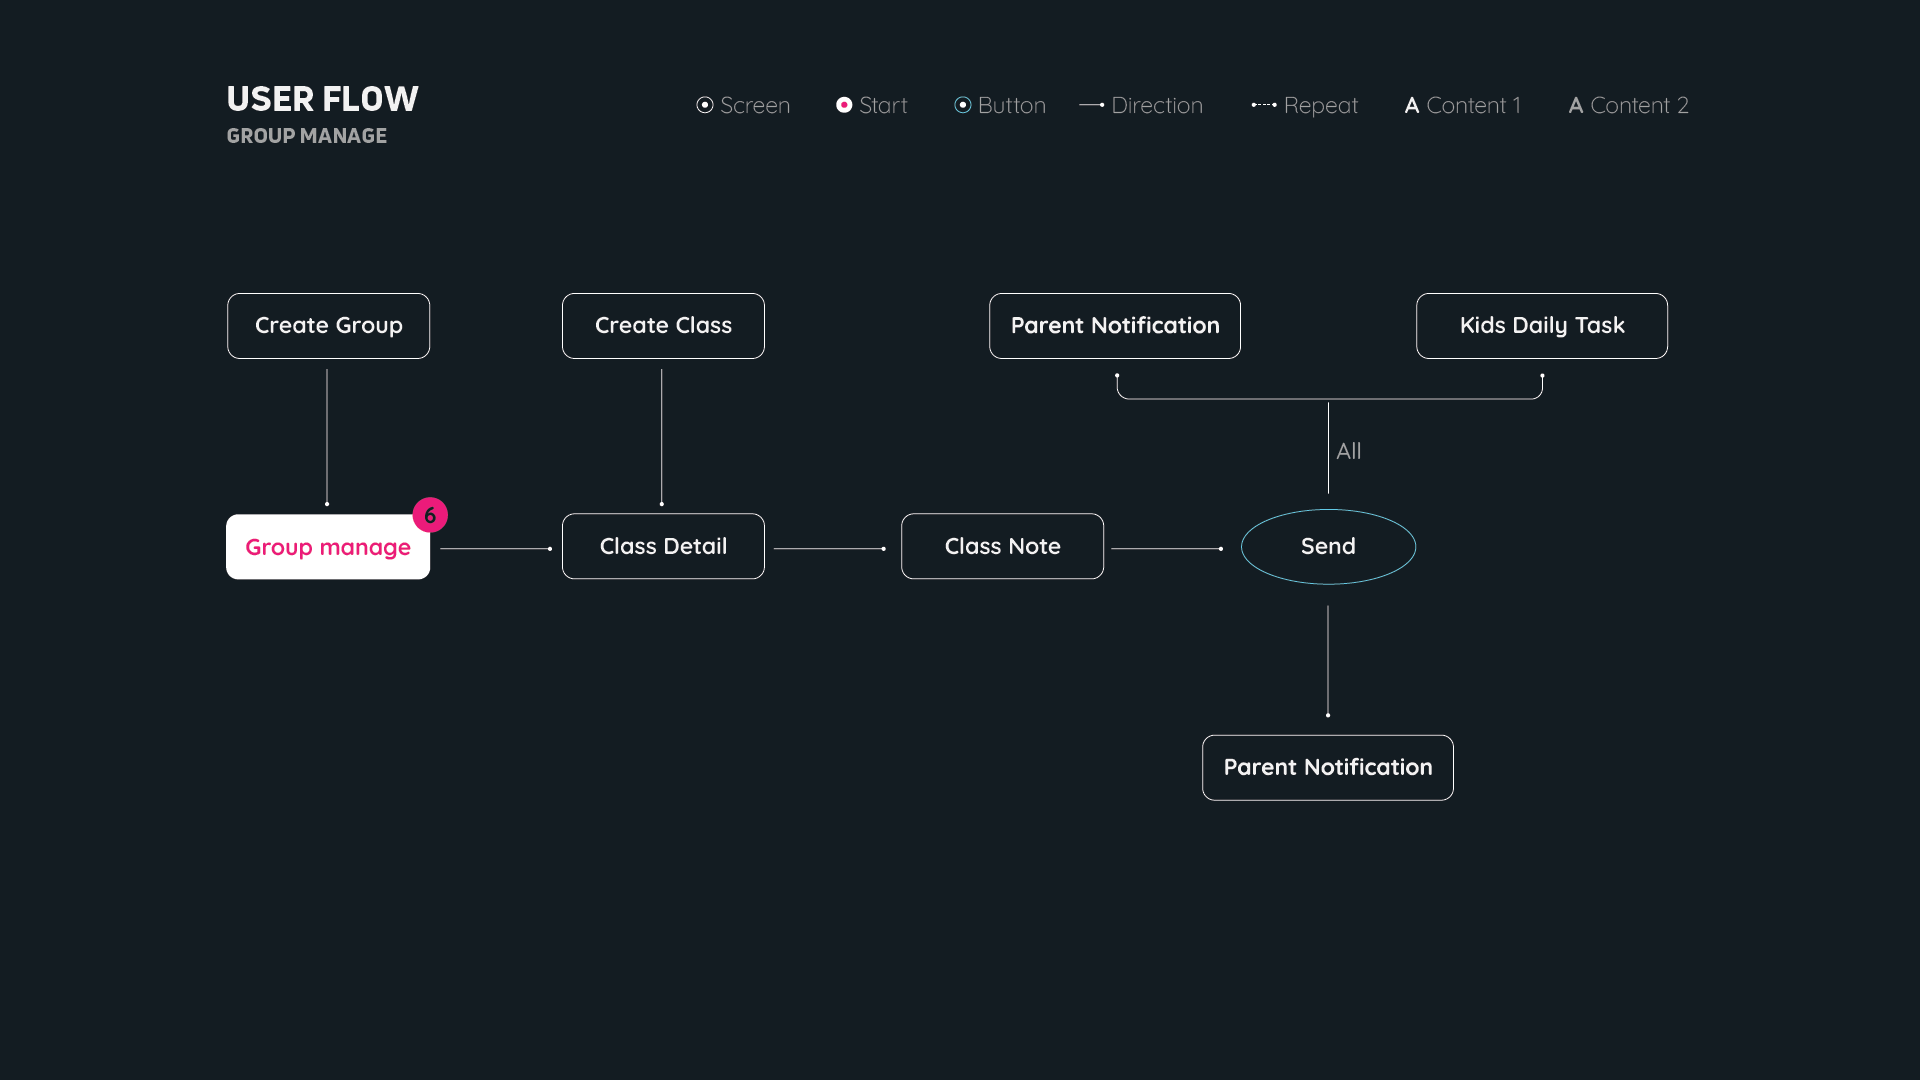 USER FLOW
GROUP MANAGE
Screen
Start
Button
Direction
Repeat
A Content 1
A Content 2
Create Group
Create Class
Parent Notification
Kids Daily Task
All
6
Group manage
Class Detail
Class Note
Send
Parent Notification